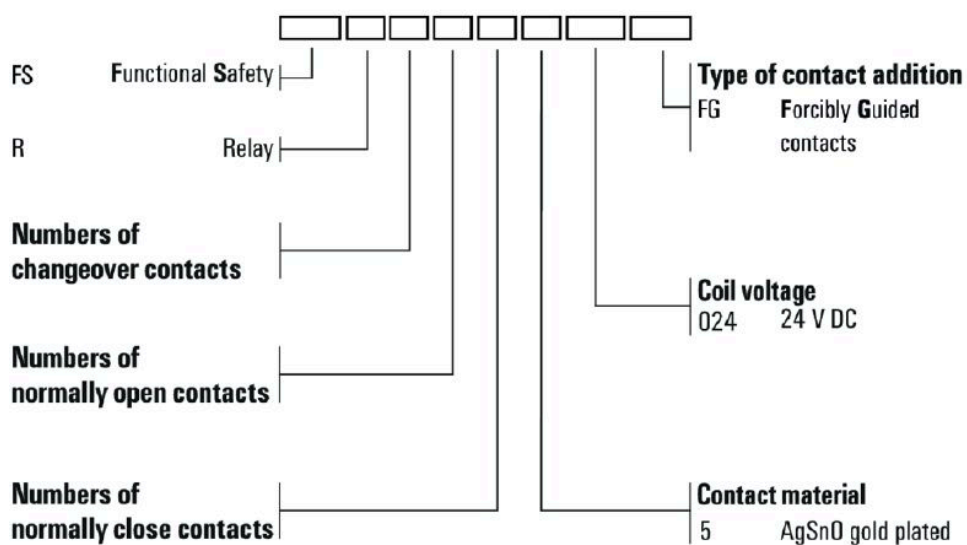 FS Functional Safety
R Relay
Numbers of
changeover contacts
Numbers of
normally open contacts
Numbers of
normally close contacts
Type of contact addition
FG Forcibly Guided
contacts
Coil voltage
024 24 V DC
Contact material
5 AgSnO gold plated